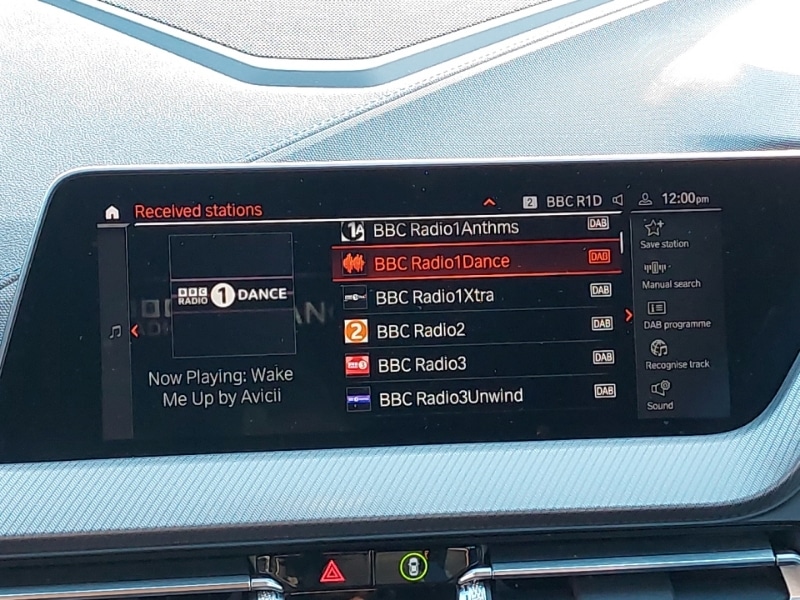 Received stations
2 BBC R1D 12:00pm
1A BBC Radio1Anthms DAB
BBC Radio1Dance DAB
BBC Radio1Xtra DAB
2 BBC Radio2 DAB
BBC Radio3 DAB
BBC Radio3Unwind DAB
BBC RADIO 1 DANCE
Now Playing: Wake
Me Up by Avicii
Save station
Manual search
DAB programme
Recognise track
Sound